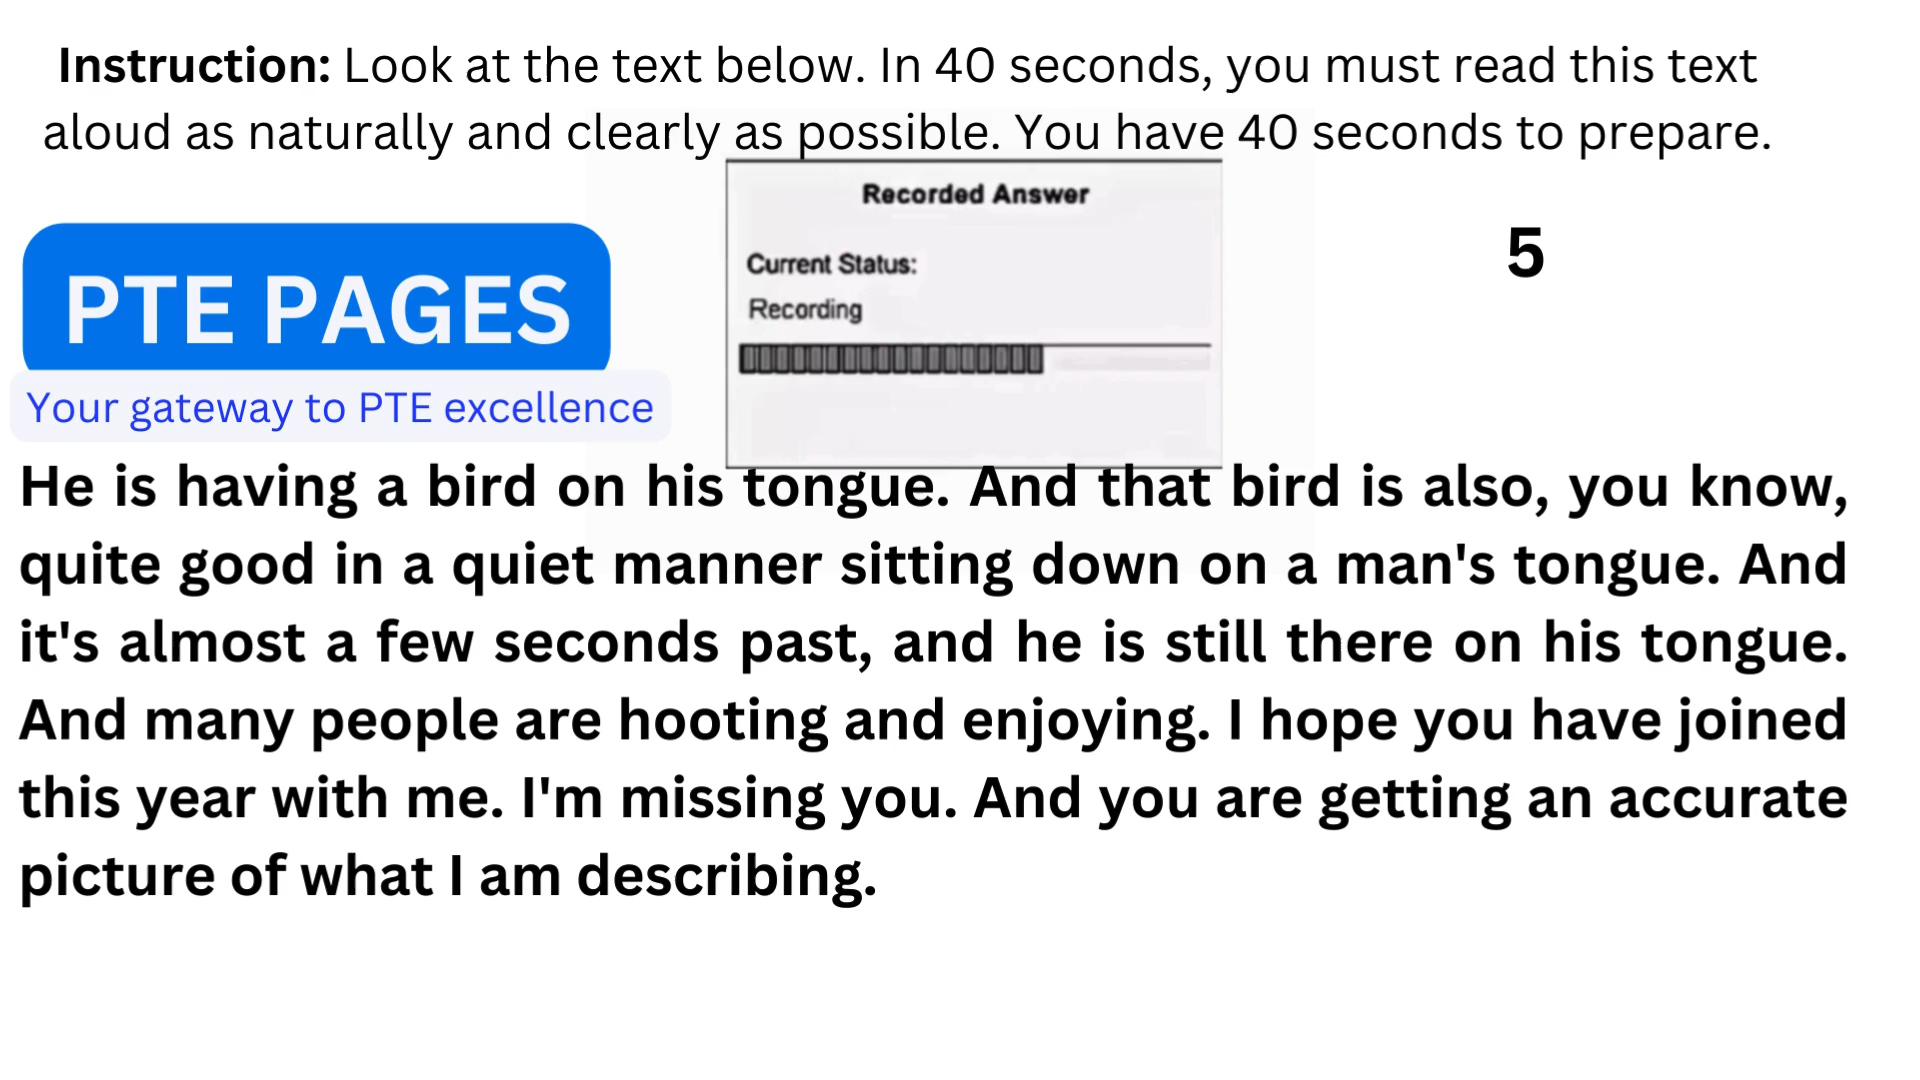 Instruction: Look at the text below. In 40 seconds, you must read this text
aloud as naturally and clearly as possible. You have 40 seconds to prepare.
Recorded Answer
Current Status:
Recording
5
PTE PAGES
Your gateway to PTE excellence
He is having a bird on his tongue. And that bird is also, you know,
quite good in a quiet manner sitting down on a man's tongue. And
it's almost a few seconds past, and he is still there on his tongue.
And many people are hooting and enjoying. I hope you have joined
this year with me. I'm missing you. And you are getting an accurate
picture of what I am describing.